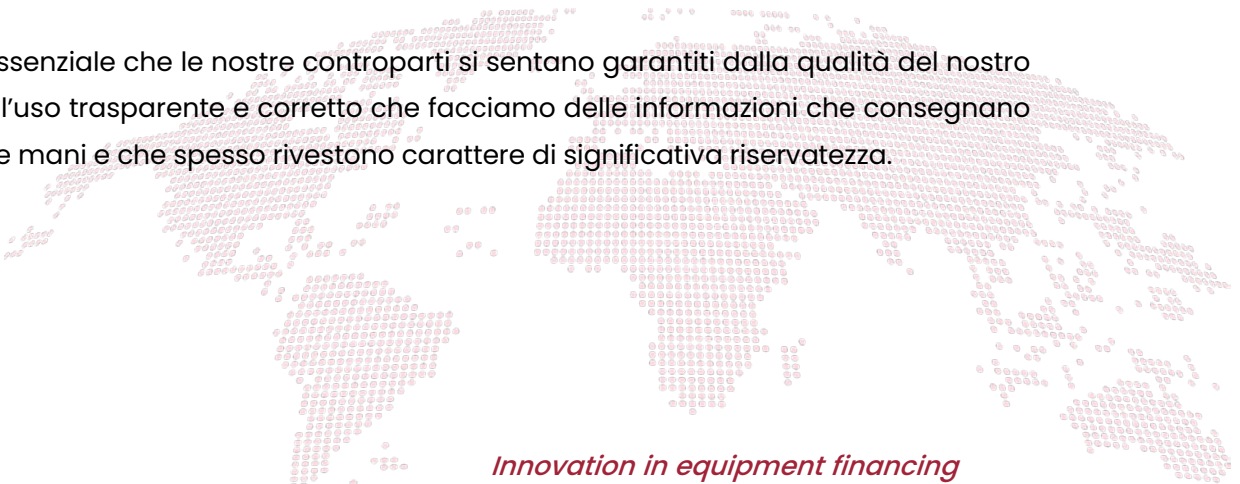 ssenziale che le nostre controparti si sentano garantiti dalla qualità del nostro
l'uso trasparente e corretto che facciamo delle informazioni che consegnano
e mani e che spesso rivestono carattere di significativa riservatezza.
Innovation in equipment financing